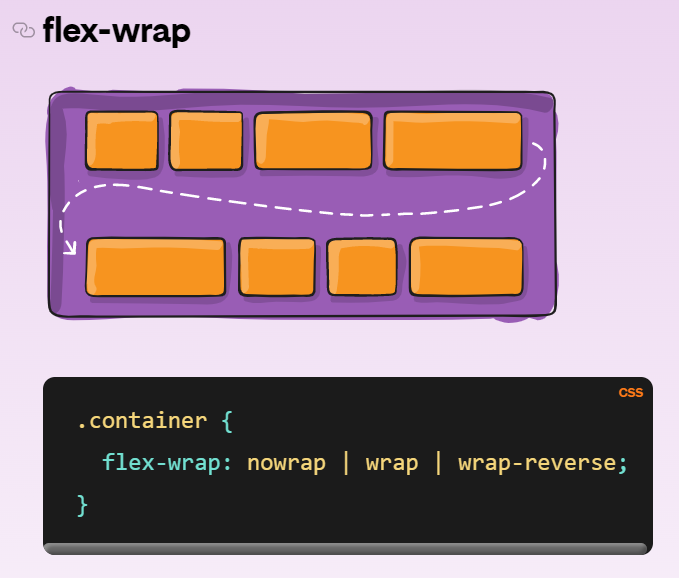 flex-wrap
CSS
.container {
  flex-wrap: nowrap | wrap | wrap-reverse;
}